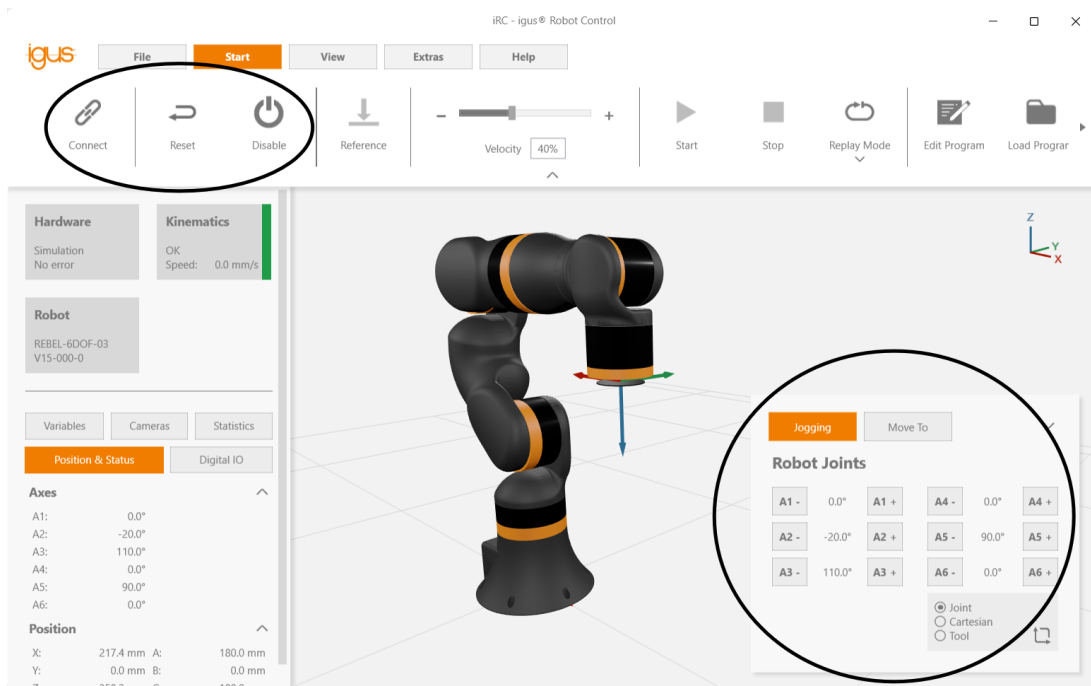 iRC - igus® Robot Control
igus
File Start View Extras Help
Connect Reset Disable Reference
Velocity 40%
Start Stop Replay Mode Edit Program Load Prograr
Hardware
Simulation
No error
Kinematics
OK
Speed: 0.0 mm/s
Robot
REBEL-6DOF-03
V15-000-0
Variables Cameras Statistics
Position & Status Digital IO
Axes
A1: 0.0°
A2: -20.0°
A3: 110.0°
A4: 0.0°
A5: 90.0°
A6: 0.0°
Position
X: 217.4 mm A: 180.0 mm
Y: 0.0 mm B: 0.0 mm
Z
Y
X
Jogging Move To
Robot Joints
A1 - 0.0° A1 + A4 - 0.0° A4 +
A2 - -20.0° A2 + A5 - 90.0° A5 +
A3 - 110.0° A3 + A6 - 0.0° A6 +
Joint
Cartesian
Tool